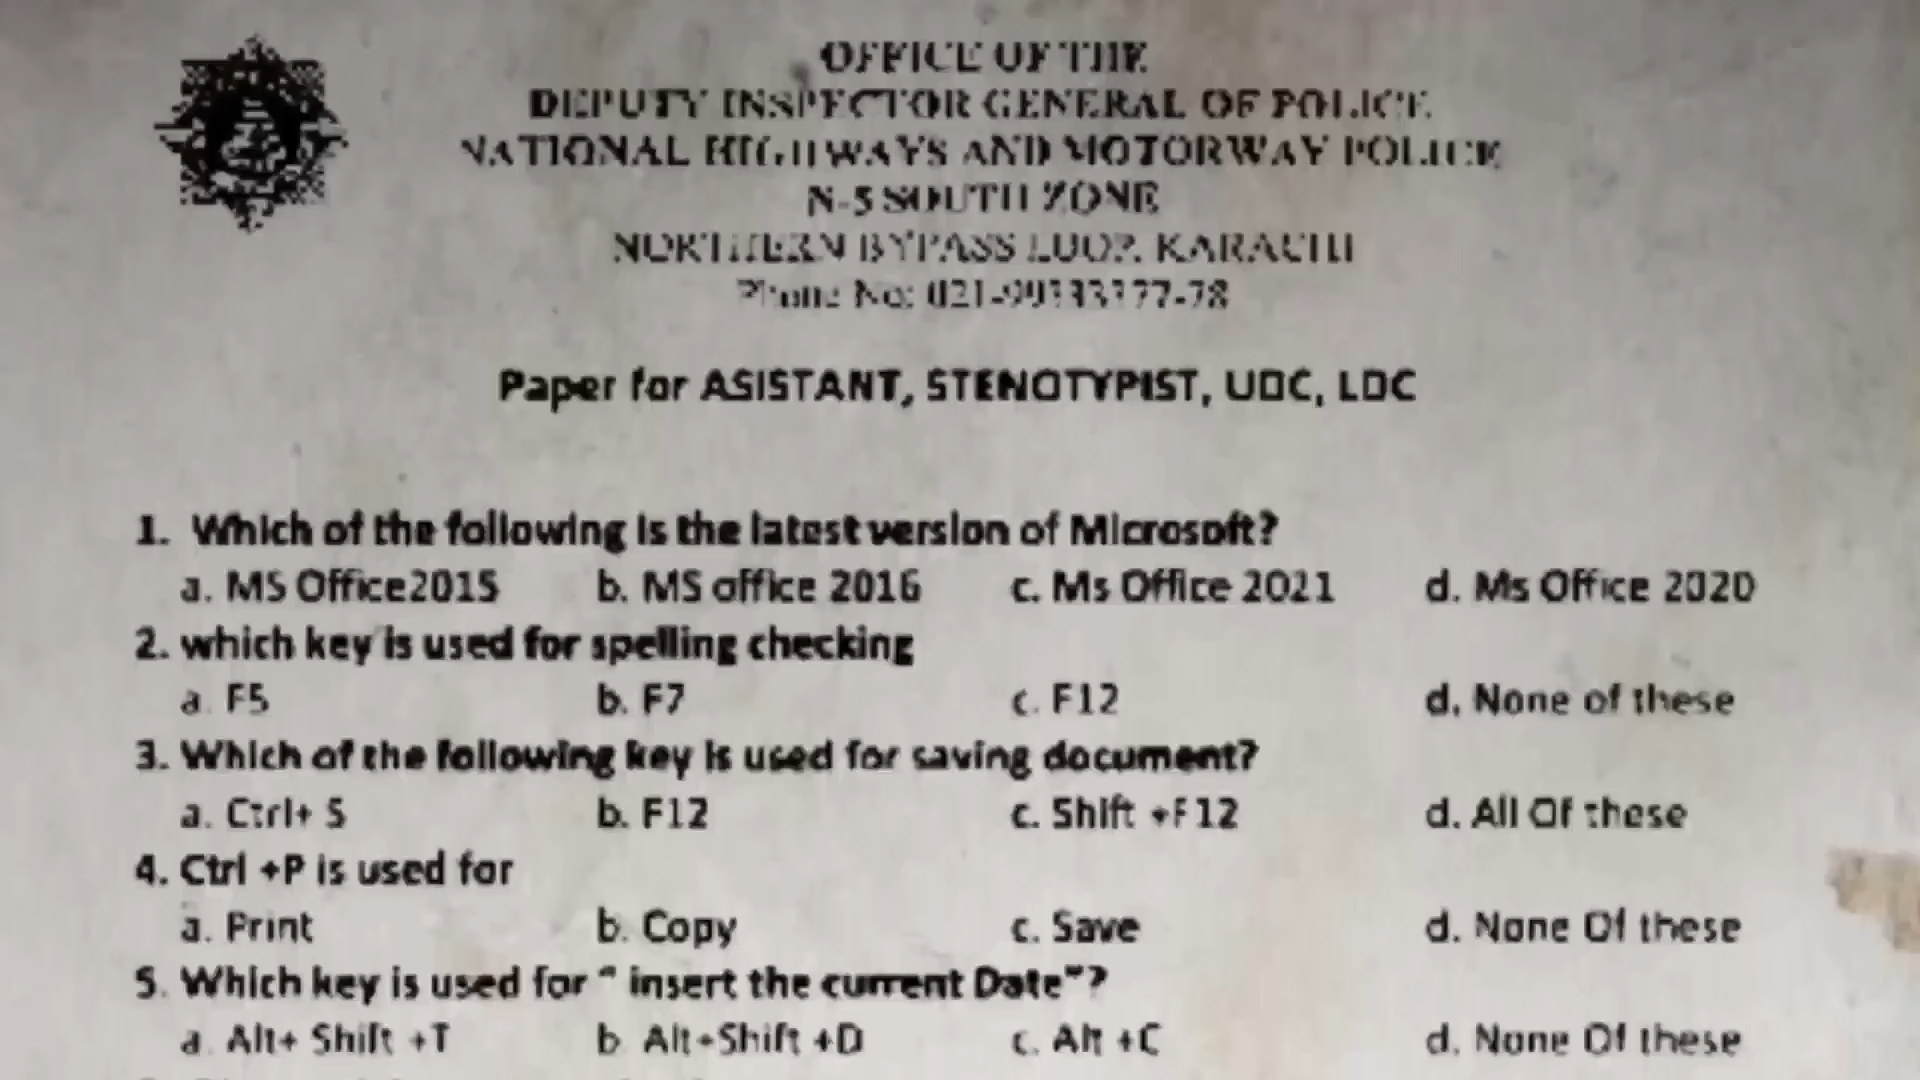 OFFICE OF THE
DEPUTY INSPECTOR GENERAL OF POLICE
NATIONAL HIGHWAYS AND MOTORWAY POLICE
N-5 SOUTH ZONE
NORTHERN BYPASS LOOP, KARACHI
Phone No:
Paper for ASISTANT, STENOTYPIST, UDC, LDC
1. Which of the following is the latest version of Microsoft?
a. MS Office2015 b. MS office 2016 c. Ms Office 2021 d. Ms Office 2020
2. which key is used for spelling checking
a. F5 b. F7 c. F12 d. None of these
3. Which of the following key is used for saving document?
a. Ctrl+ S b. F12 c. Shift +F12 d. All Of these
4. Ctrl +P is used for
a. Print b. Copy c. Save d. None Of these
5. Which key is used for " insert the current Date"?
a. Alt+ Shift +T b. Alt+Shift +D c. Alt +C d. None Of these